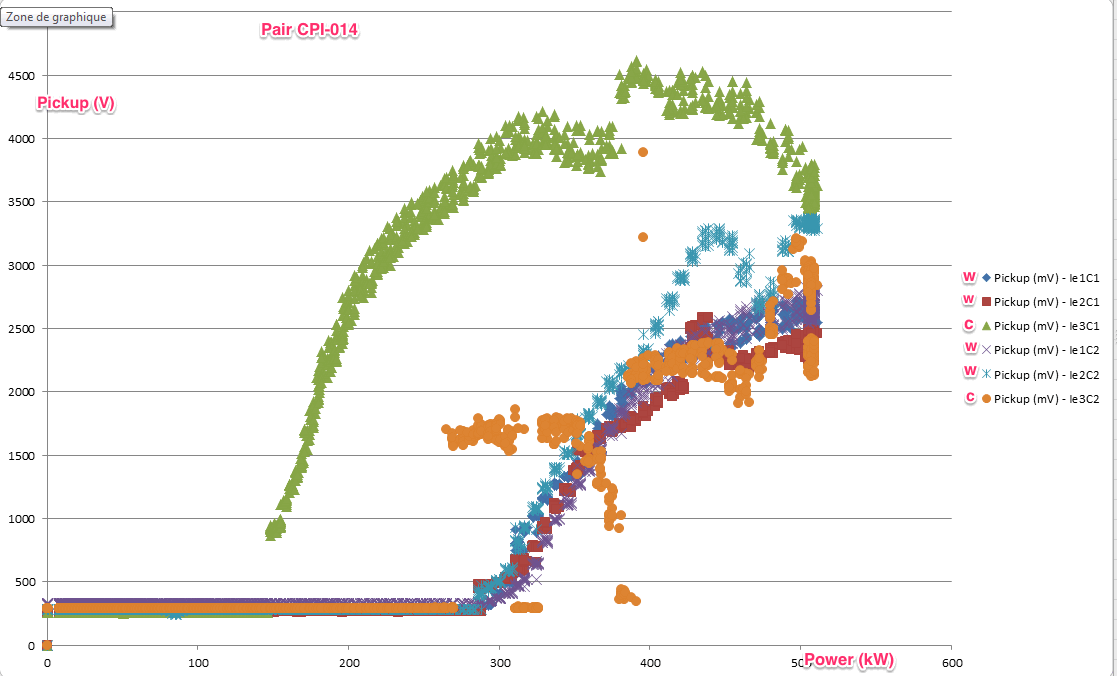 Zone de graphique
Pair CPI-014
Pickup (V)
4500
4000
3500
3000
2500
2000
1500
1000
500
0
0 100 200 300 400 500 600
Power (kW)
W Pickup (mV) - Ie1C1
W Pickup (mV) - Ie2C1
C Pickup (mV) - Ie3C1
W Pickup (mV) - Ie1C2
W Pickup (mV) - Ie2C2
C Pickup (mV) - Ie3C2